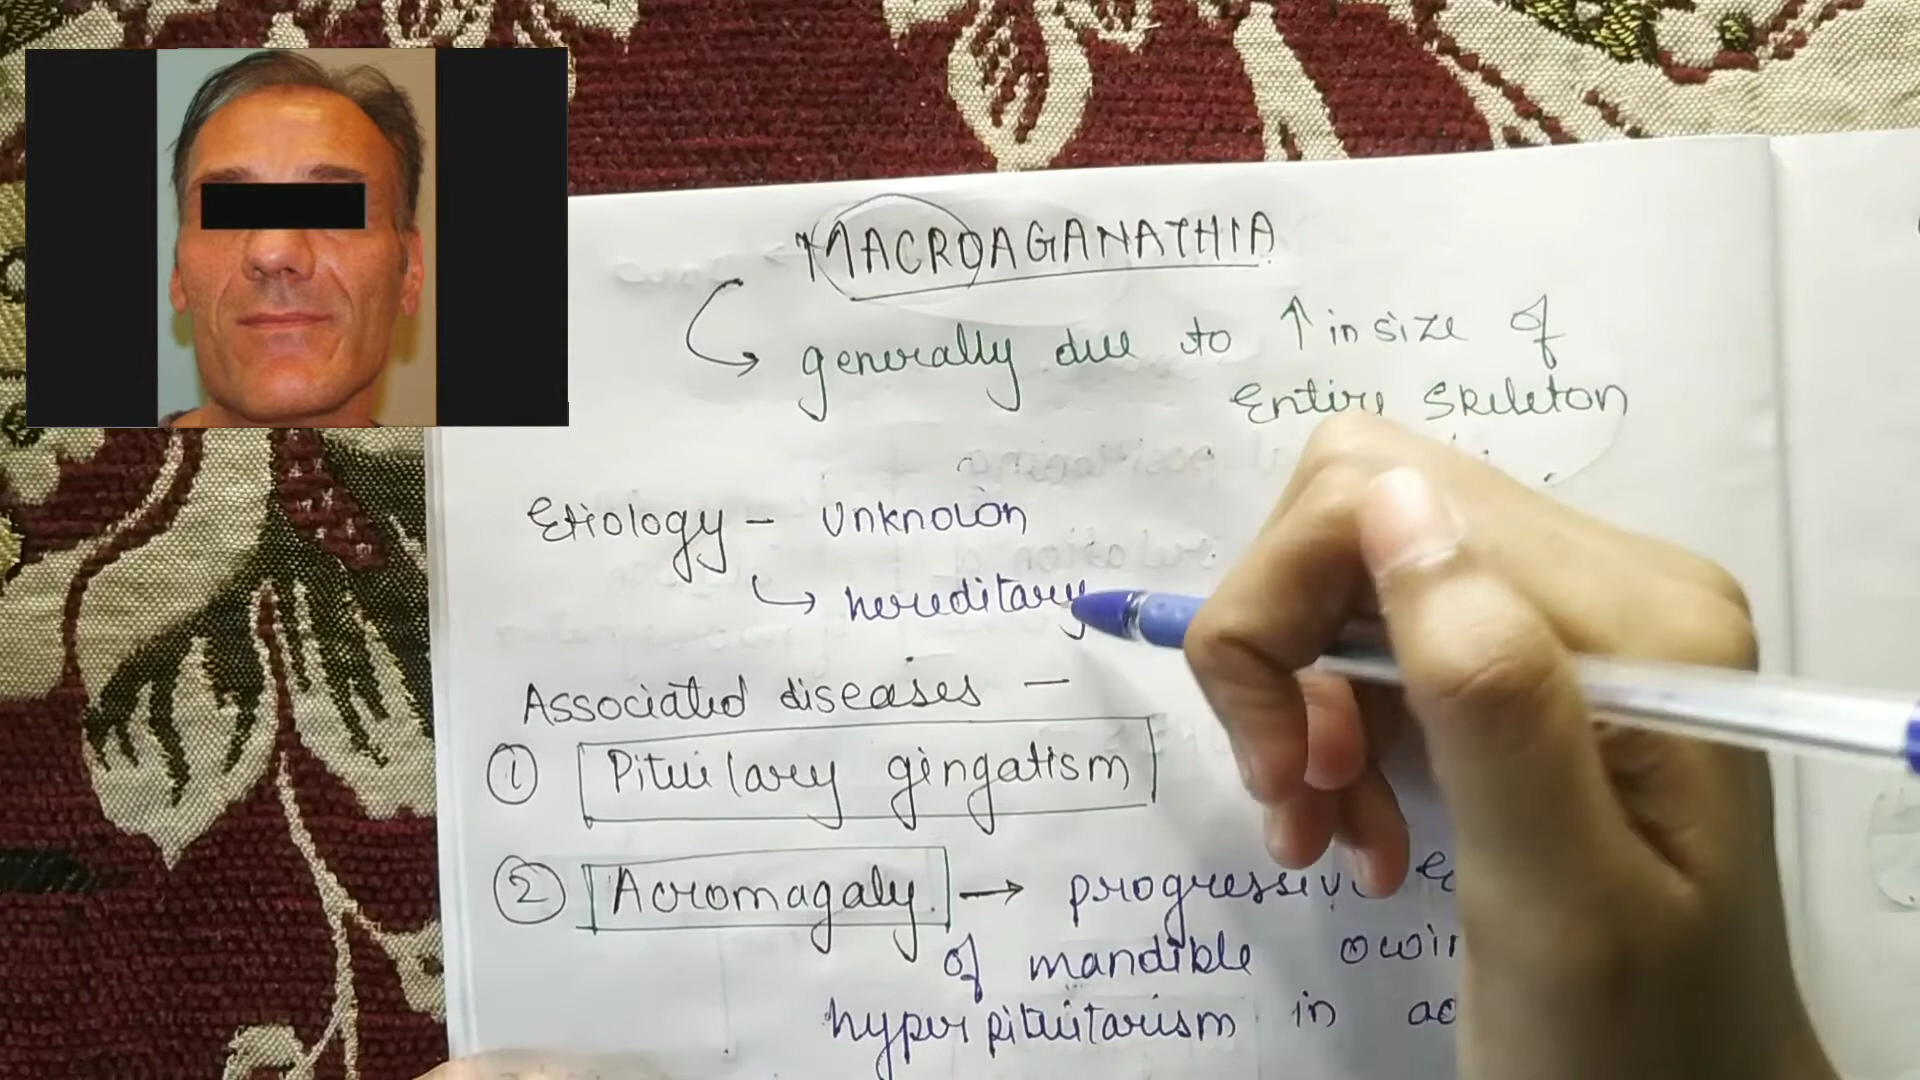 MACROAGANATHIA
generally due to ↑ in size of
Entire skeleton
Etiology - Unknown
↳ hereditary
Associated diseases -
① Pituilary gingatism
② Acromagaly → progressive
of mandible
hyperpituitarism in